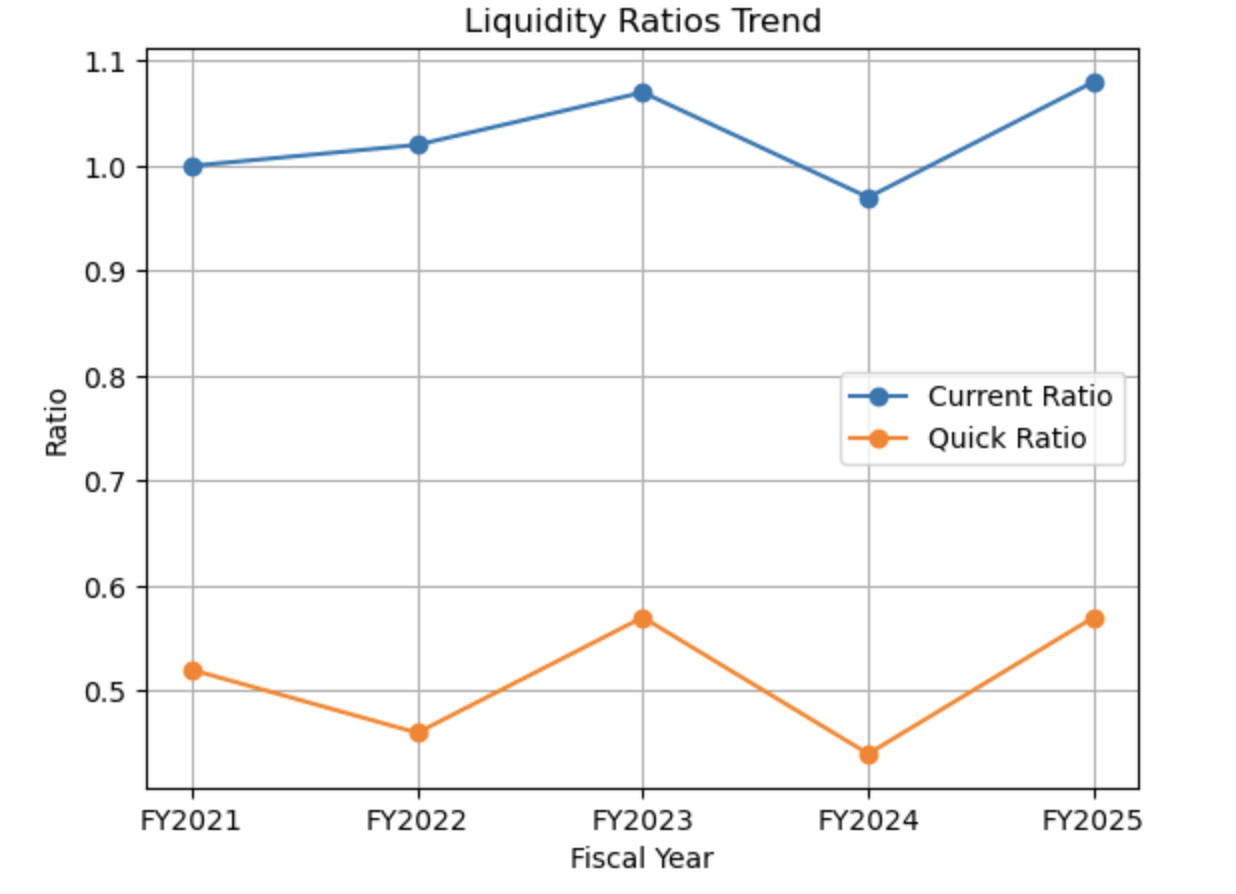 Liquidity Ratios Trend
1.1
1.0
0.9
0.8
0.7
0.6
0.5
Ratio
Current Ratio
Quick Ratio
FY2021 FY2022 FY2023 FY2024 FY2025
Fiscal Year